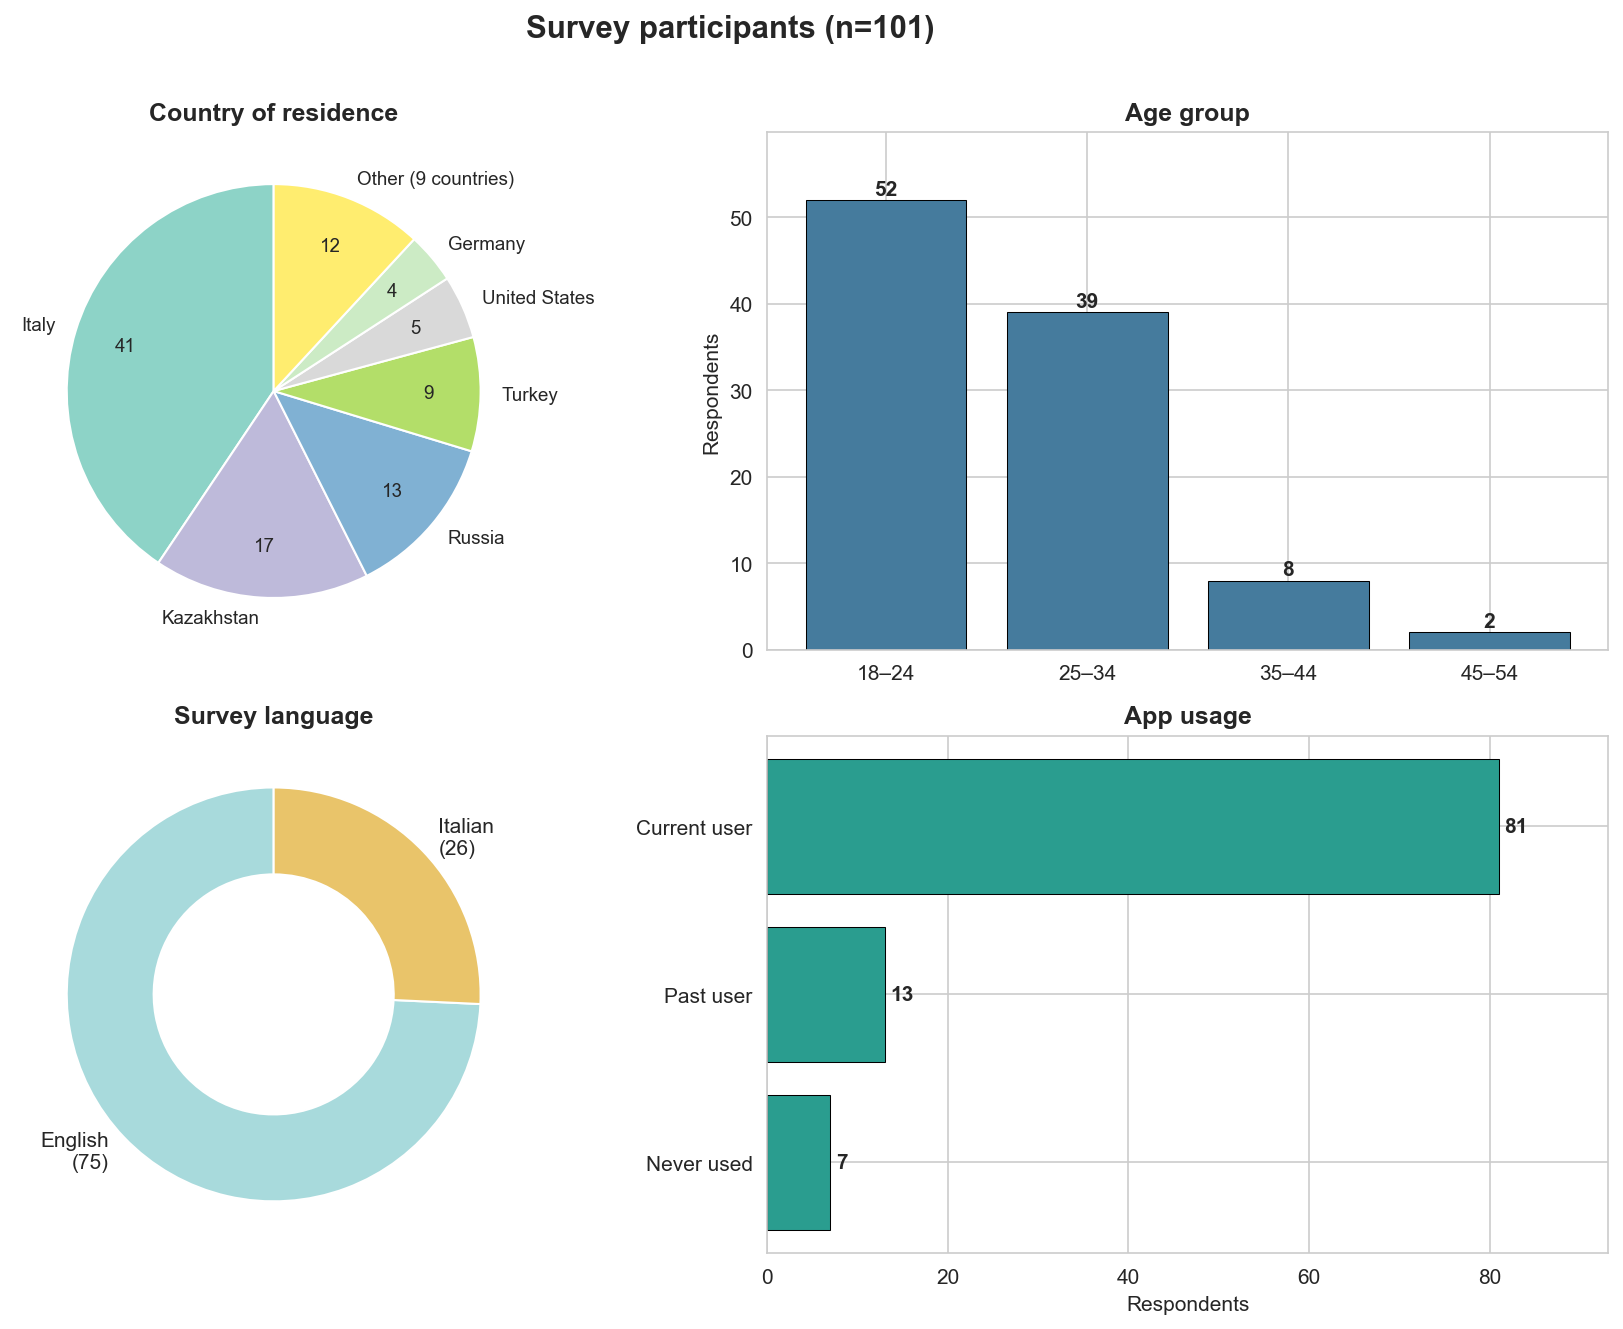 Survey participants (n=101)
Country of residence
Other (9 countries)
Germany
United States
Italy
Turkey
Russia
Kazakhstan
12
4
5
41
9
13
17
Age group
Respondents
50
40
30
20
10
0
52
39
8
2
18–24
25–34
35–44
45–54
Survey language
Italian
(26)
English
(75)
App usage
Current user
81
Past user
13
Never used
7
0
20
40
60
80
Respondents